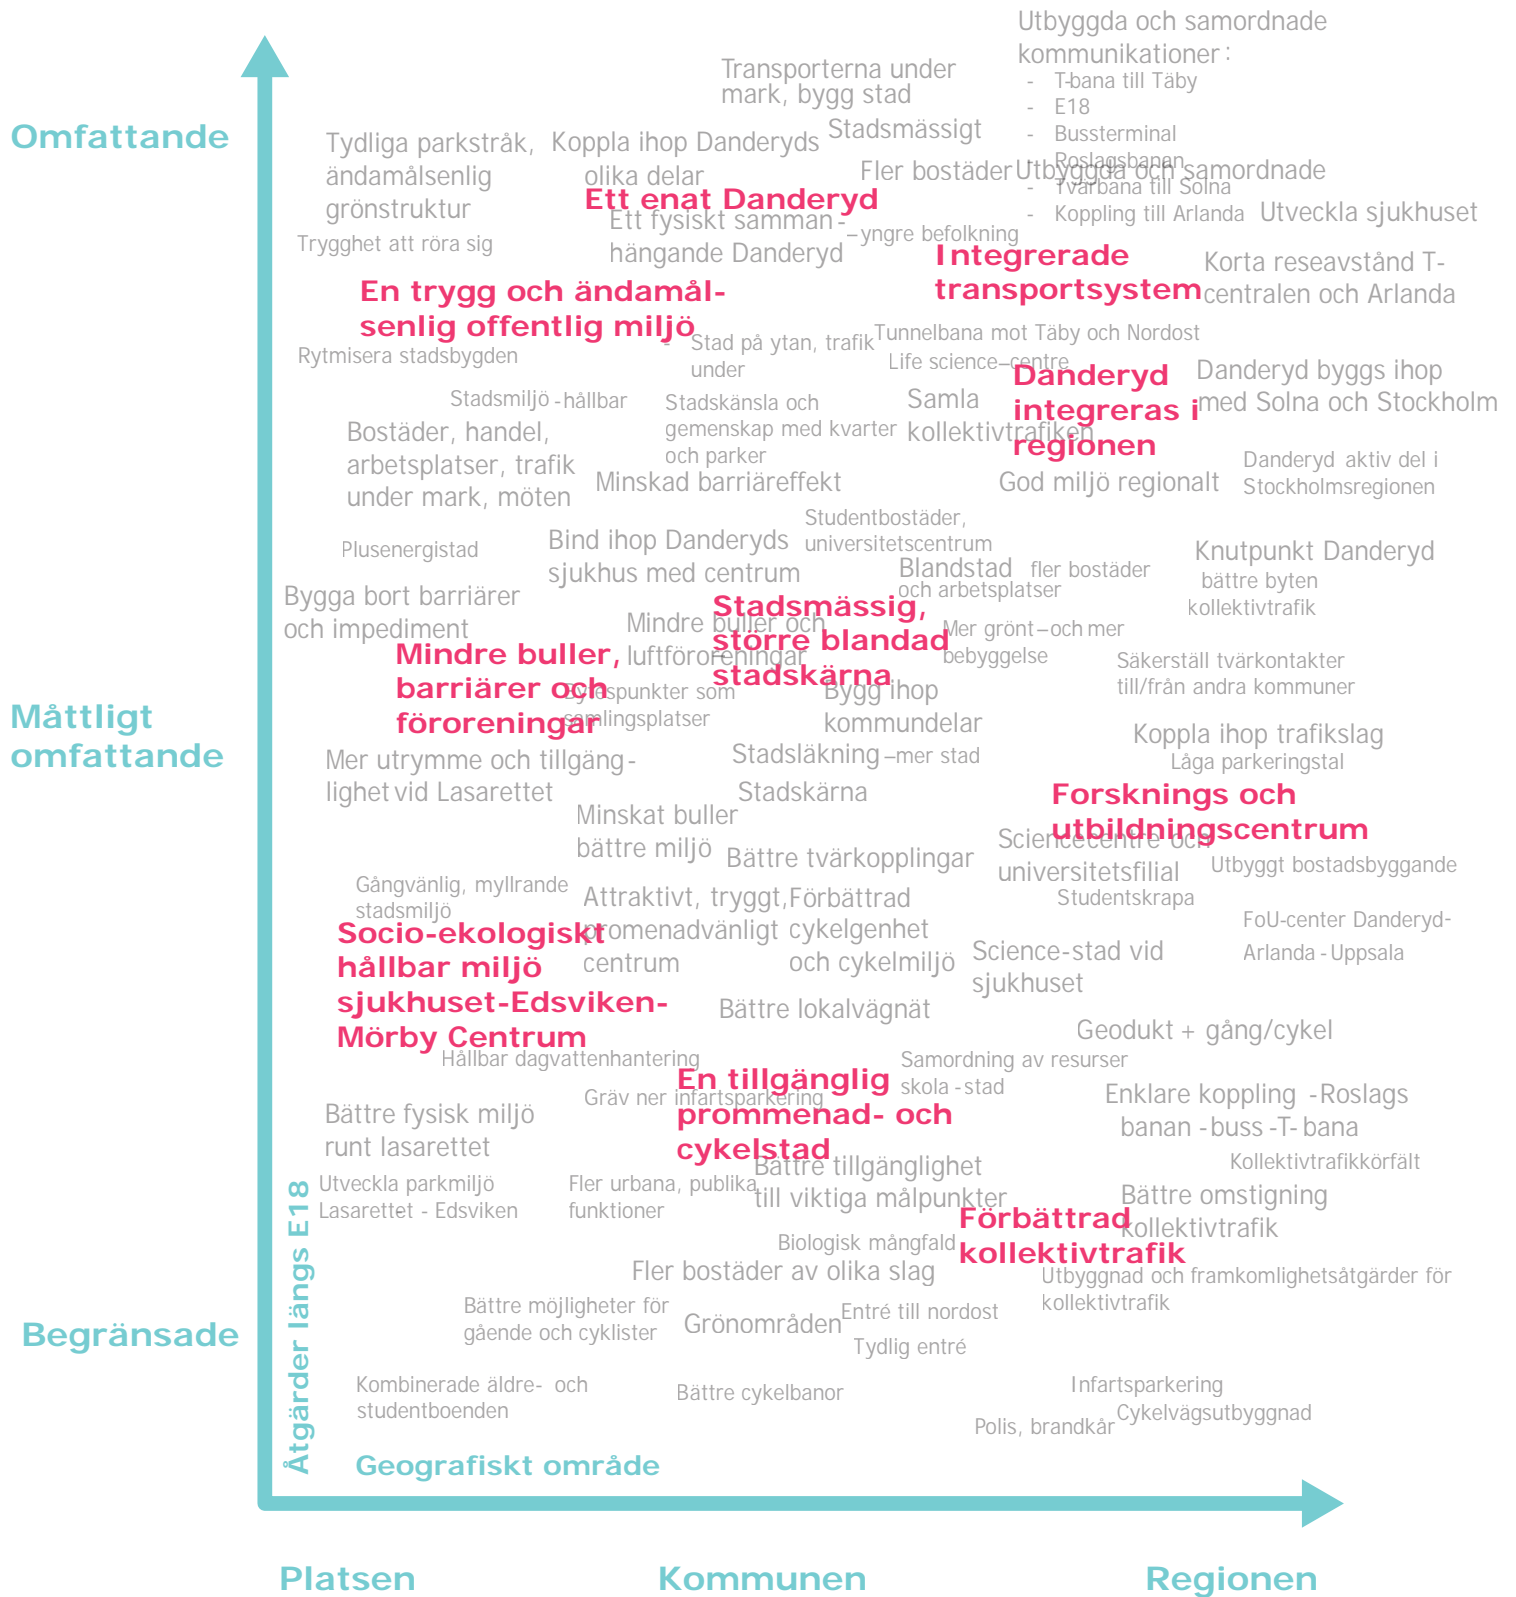 Utbyggda och samordnade
kommunikationer:
- T-bana till Täby
- E18
- Bussterminal
- Roslagsbanan
- Tvärbana till Solna
- Koppling till Arlanda
Transporterna under
mark, bygg stad
Omfattande
Stadsmässigt
Tydliga parkstråk,
ändamålsenlig
grönstruktur
Koppla ihop Danderyds
olika delar
Fler bostäder
Utbyggda och samordnade
Ett enat Danderyd
Utveckla sjukhuset
Ett fysiskt samman-
hängande Danderyd
–yngre befolkning
Trygghet att röra sig
Integrerade
transportsystem
Korta reseavstånd T-
centralen och Arlanda
En trygg och ändamål-
senlig offentlig miljö
Tunnelbana mot Täby och Nordost
- Stad på ytan, trafik
under
Rytmisera stadsbygden
Life science–centre
Danderyd
integreras i
regionen
Danderyd byggs ihop
med Solna och Stockholm
Stadsmiljö -hållbar
Stadskänsla och
gemenskap med kvarter
och parker
Samla
kollektivtrafiken
Bostäder, handel,
arbetsplatser, trafik
under mark, möten
Minskad barriäreffekt
God miljö regionalt
Danderyd aktiv del i
Stockholmsregionen
Studentbostäder,
universitetscentrum
Plusenergistad
Bind ihop Danderyds
sjukhus med centrum
Knutpunkt Danderyd
bättre byten
kollektivtrafik
Blandstad fler bostäder
och arbetsplatser
Bygga bort barriärer
och impediment
Stadsmässig,
större blandad
stadskärna
Mindre buller och
luftföroreningar
Mer grönt–och mer
bebyggelse
Mindre buller,
barriärer och
föroreningar
Säkerställ tvärkontakter
till/från andra kommuner
Bytespunkter som
samlingsplatser
Bygg ihop
kommundelar
Måttligt
omfattande
Koppla ihop trafikslag
Låga parkeringstal
Mer utrymme och tillgäng-
lighet vid Lasarettet
Stadsläkning–mer stad
Stadskärna
Forsknings och
utbildningscentrum
Minskat buller
bättre miljö
Sciencecentre och
universitetsfilial
Bättre tvärkopplingar
Utbyggt bostadsbyggande
Gångvänlig, myllrande
stadsmiljö
Studentskrapa
Attraktivt, tryggt,
promenadvänligt
centrum
Förbättrad
cykelgenhet
och cykelmiljö
FoU-center Danderyd-
Arlanda -Uppsala
Socio-ekologiskt
hållbar miljö
sjukhuset-Edsviken-
Mörby Centrum
Science-stad vid
sjukhuset
Bättre lokalvägnät
Geodukt + gång/cykel
Hållbar dagvattenhantering
Samordning av resurser
skola -stad
En tillgänglig
prommenad- och
cykelstad
Gräv ner infartsparkering
Enklare koppling -Roslags
banan -buss -T- bana
Bättre fysisk miljö
runt lasarettet
Bättre tillgänglighet
till viktiga målpunkter
Kollektivtrafikkörfält
Utveckla parkmiljö
Lasarettet - Edsviken
Fler urbana, publika
funktioner
Bättre omstigning
kollektivtrafik
Förbättrad
kollektivtrafik
Biologisk mångfald
Fler bostäder av olika slag
Utbyggnad och framkomlighetsåtgärder för
kollektivtrafik
Bättre möjligheter för
gående och cyklister
Grönområden
Entré till nordost
Tydlig entré
Begränsade
Kombinerade äldre- och
studentboenden
Bättre cykelbanor
Infartsparkering
Cykelvägsutbyggnad
Polis, brandkår
Åtgärder längs E18
Geografiskt område
Platsen
Kommunen
Regionen